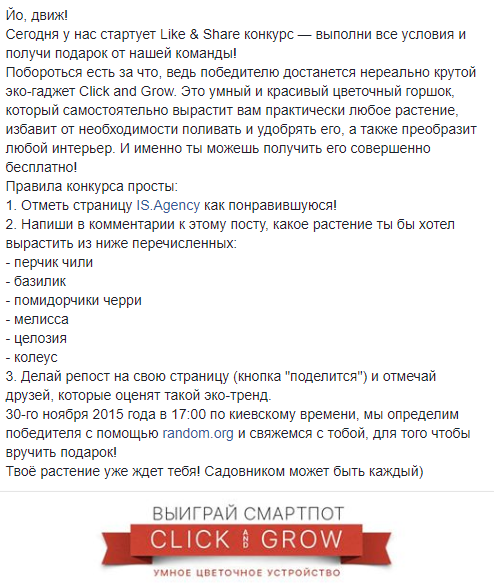 Йо, движ!
Сегодня у нас стартует Like & Share конкурс — выполни все условия и
получи подарок от нашей команды!
Побороться есть за что, ведь победителю достанется нереально крутой
эко-гаджет Click and Grow. Это умный и красивый цветочный горшок,
который самостоятельно вырастит вам практически любое растение,
избавит от необходимости поливать и удобрять его, а также преобразит
любой интерьер. И именно ты можешь получить его совершенно
бесплатно!
Правила конкурса просты:
1. Отметь страницу IS.Agency как понравившуюся!
2. Напиши в комментарии к этому посту, какое растение ты бы хотел
вырастить из ниже перечисленных:
- перчик чили
- базилик
- помидорчики черри
- мелисса
- целозия
- колеус
3. Делай репост на свою страницу (кнопка "поделится") и отмечай
друзей, которые оценят такой эко-тренд.
30-го ноября 2015 года в 17:00 по киевскому времени, мы определим
победителя с помощью random.org и свяжемся с тобой, для того чтобы
вручить подарок!
Твоё растение уже ждет тебя! Садовником может быть каждый)
ВЫИГРАЙ СМАРТПОТ
CLICK AND GROW
УМНОЕ ЦВЕТОЧНОЕ УСТРОЙСТВО